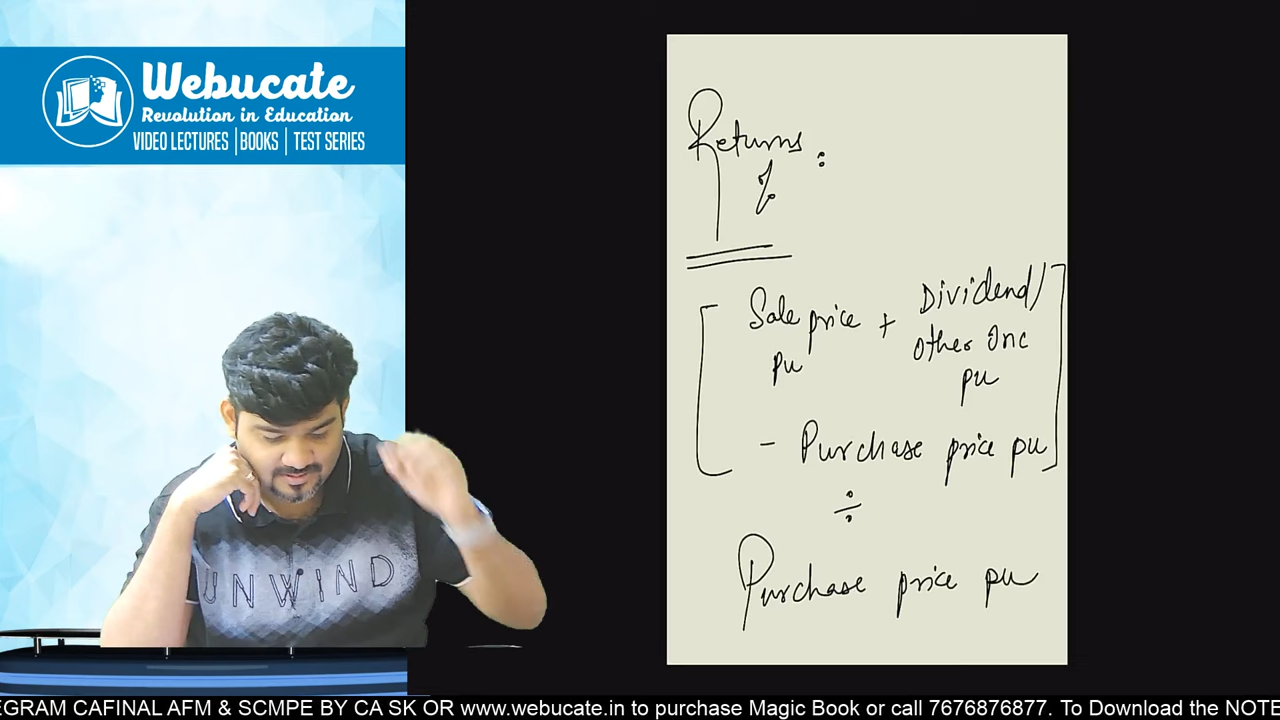 Webucate
Revolution in Education
VIDEO LECTURES | BOOKS | TEST SERIES
Returns :
%
[ Sale price + Dividend/
pu other Inc
pu
- Purchase price pu ]
÷
Purchase price pu
UNWIND
EGRAM CAFINAL AFM & SCMPE BY CA SK OR www.webucate.in to purchase Magic Book or call 7676876877. To Download the NOTE